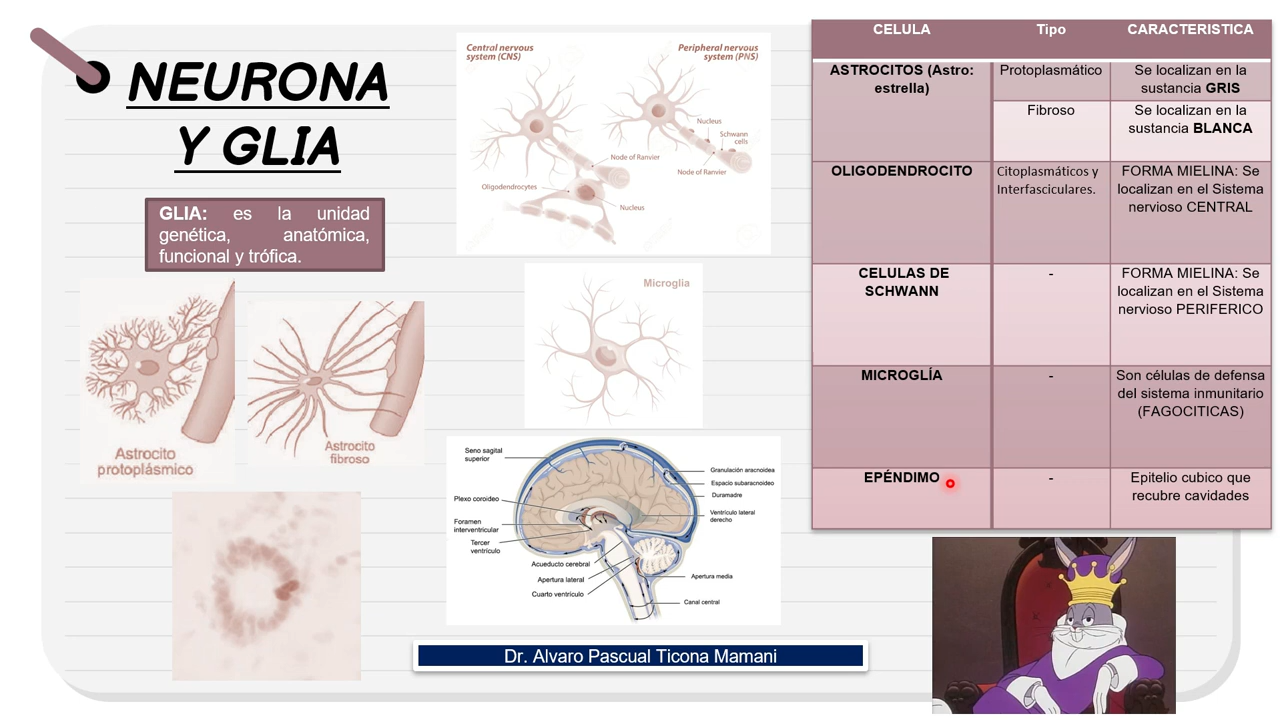 NEURONA
Y GLIA
GLIA: es la unidad
genética, anatómica,
funcional y trófica.
Astrocito
protoplásmico
Astrocito
fibroso
Central nervous
system (CNS)
Peripheral nervous
system (PNS)
Nucleus
Schwann
cells
Node of Ranvier
Node of Ranvier
Oligodendrocytes
Nucleus
Microglia
Seno sagital
superior
Plexo coroideo
Foramen
interventricular
Tercer
ventrículo
Acueducto cerebral
Apertura lateral
Cuarto ventrículo
Granulación aracnoidea
Espacio subaracnoideo
Duramadre
Ventrículo lateral
derecho
Apertura media
Canal central
Dr. Alvaro Pascual Ticona Mamani
CELULA Tipo CARACTERISTICA
ASTROCITOS (Astro: Protoplasmático Se localizan en la
estrella) sustancia GRIS
Fibroso Se localizan en la
sustancia BLANCA
OLIGODENDROCITO Citoplasmáticos y FORMA MIELINA: Se
Interfasciculares. localizan en el Sistema
nervioso CENTRAL
CELULAS DE - FORMA MIELINA: Se
SCHWANN localizan en el Sistema
nervioso PERIFERICO
MICROGLÍA - Son células de defensa
del sistema inmunitario
(FAGOCITICAS)
EPÉNDIMO - Epitelio cubico que
recubre cavidades